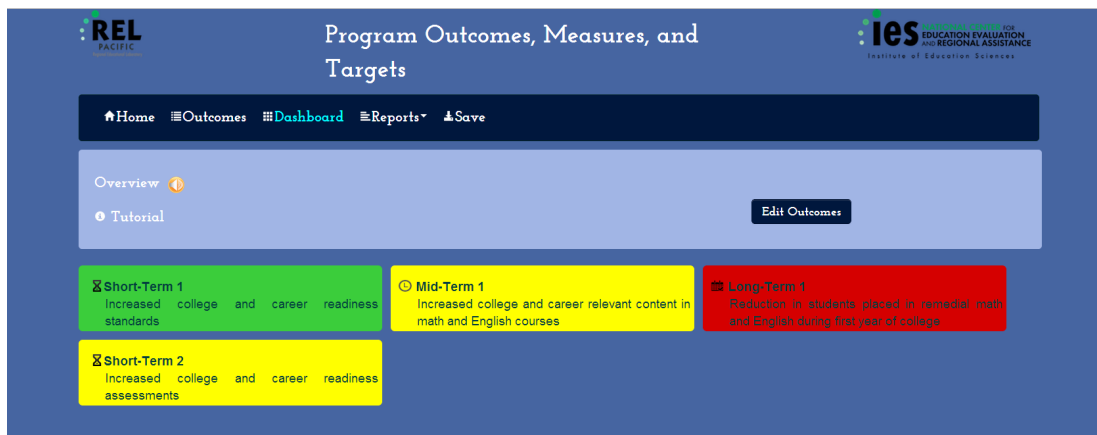 REL
PACIFIC
Program Outcomes, Measures, and
Targets
ies
FOR
EDUCATION EVALUATION
AND REGIONAL ASSISTANCE
Institute of Education Sciences
Home Outcomes Dashboard Reports Save
Overview
Tutorial
Edit Outcomes
Short-Term 1
Increased college and career readiness
standards
Mid-Term 1
Increased college and career relevant content in
math and English courses
Long-Term 1
Reduction in students placed in remedial math
and English during first year of college
Short-Term 2
Increased college and career readiness
assessments